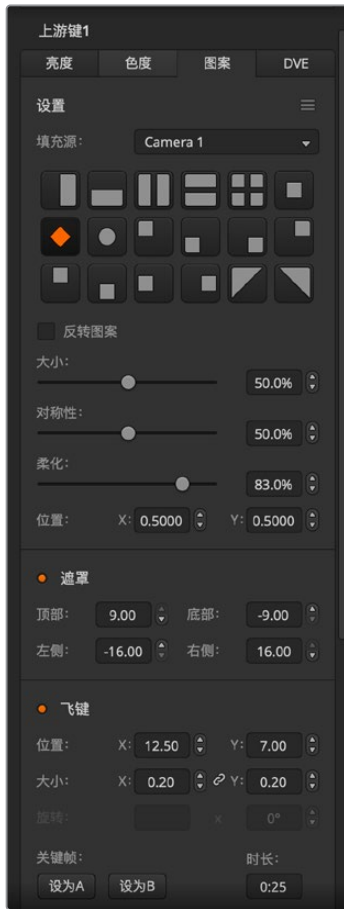 上游键1
亮度 色度 图案 DVE
设置
填充源: Camera 1
反转图案
大小:
50.0%
对称性:
50.0%
柔化:
83.0%
位置: X: 0.5000 Y: 0.5000
遮罩
顶部: 9.00 底部: -9.00
左侧: -16.00 右侧: 16.00
飞键
位置: X: 12.50 Y: 7.00
大小: X: 0.20 Y: 0.20
旋转: x 0°
关键帧: 时长:
设为A 设为B 0:25